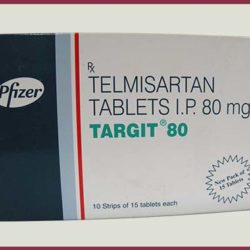 Pfizer
Rx
TELMISARTAN
TABLETS I.P. 80 mg
TARGIT® 80
10 Strips of 15 tablets each
New Pack of
15 Tablets